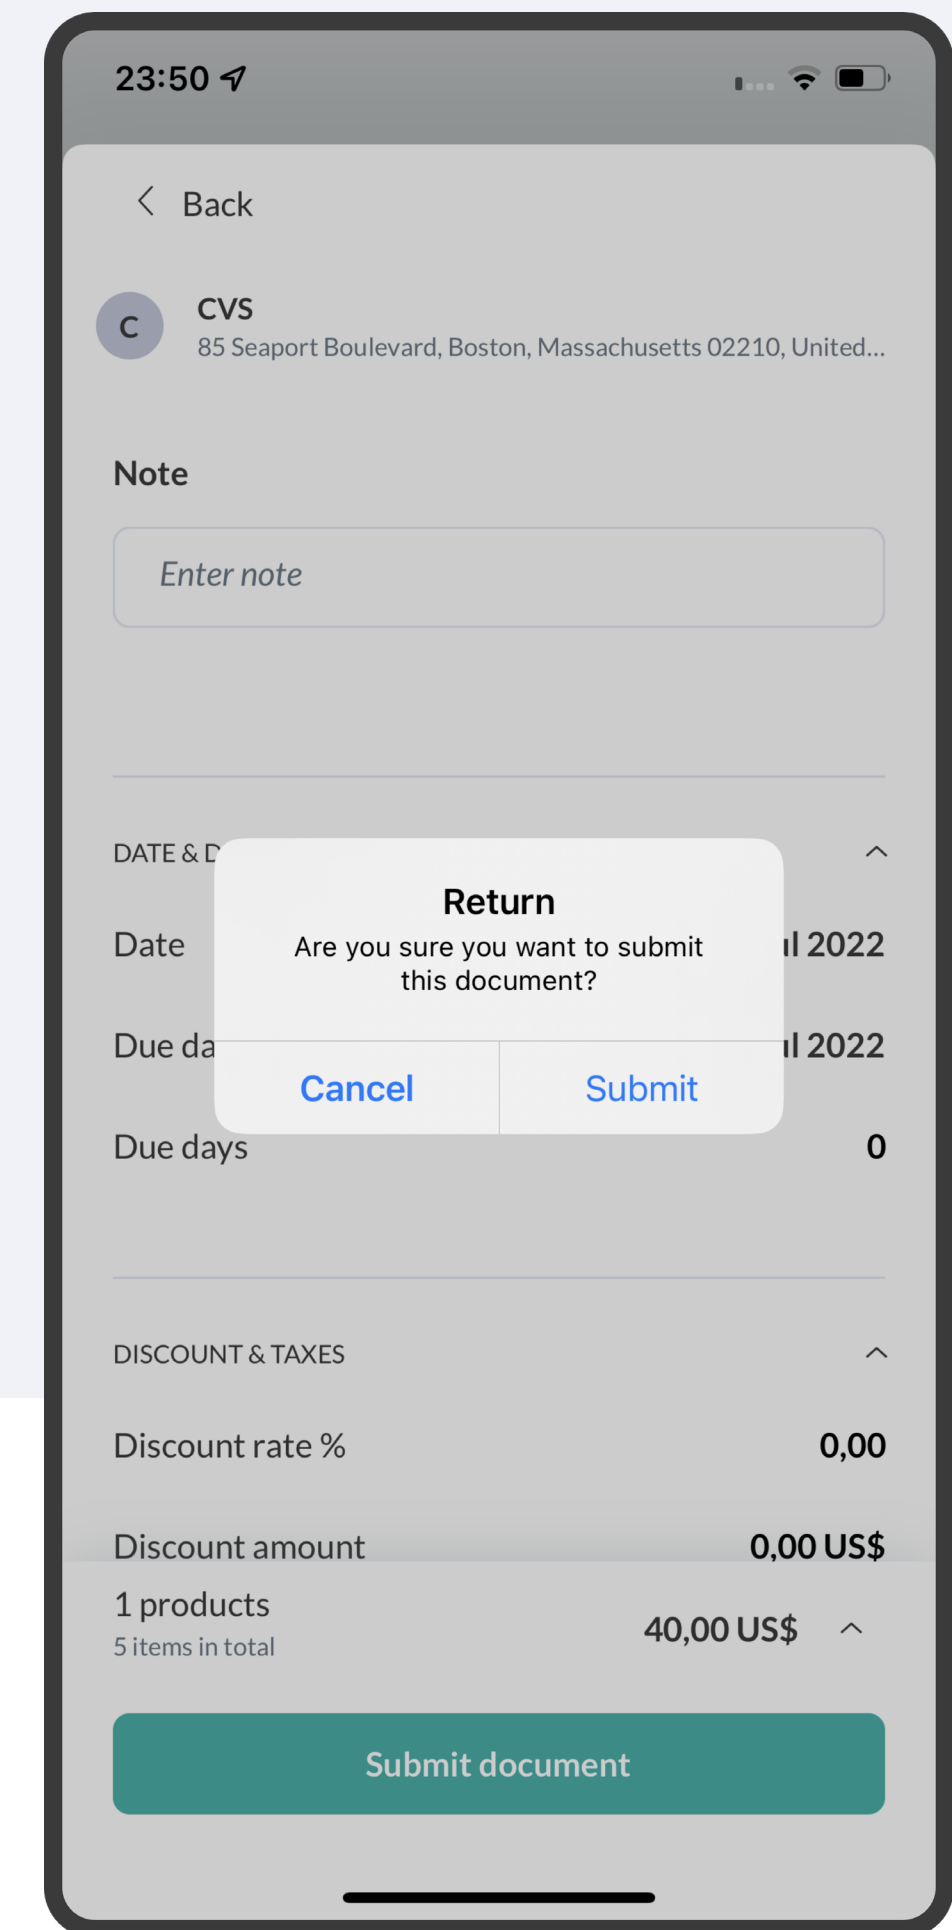 23:50
Back
C
CVS
85 Seaport Boulevard, Boston, Massachusetts 02210, United...
Note
Enter note
DATE & D
Return
Are you sure you want to submit
this document?
Date
2022
Due da
2022
Cancel Submit
Due days 0
DISCOUNT & TAXES
Discount rate % 0,00
Discount amount 0,00 US$
1 products
5 items in total
40,00 US$
Submit document